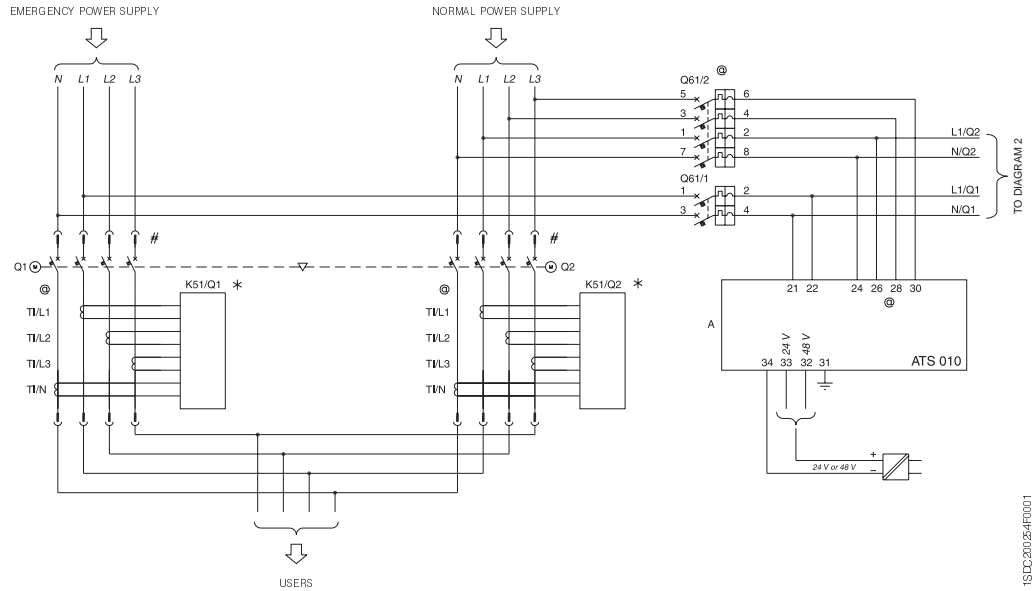 EMERGENCY POWER SUPPLY
NORMAL POWER SUPPLY
N L1 L2 L3
N L1 L2 L3
Q61/2 @
5 6
3 4
1 2 L1/Q2
7 8 N/Q2
Q61/1
1 2 L1/Q1
3 4 N/Q1
TO DIAGRAM 2
#
#
Q1 M
M Q2
@
K51/Q1 *
TI/L1
TI/L2
TI/L3
TI/N
@
K51/Q2 *
TI/L1
TI/L2
TI/L3
TI/N
21 22 24 26 28 30
@
A
24 V 48 V
ATS 010
34 33 32 31
+
24 V or 48 V
–
USERS
1SDC200254F0001